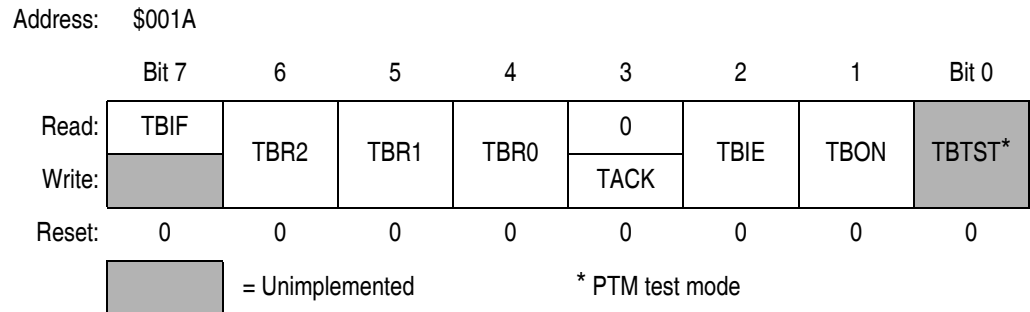 Address: $001A
Bit 7 6 5 4 3 2 1 Bit 0
Read: TBIF TBR2 TBR1 TBR0 0 TBIE TBON TBTST*
Write: TACK
Reset: 0 0 0 0 0 0 0 0
= Unimplemented * PTM test mode